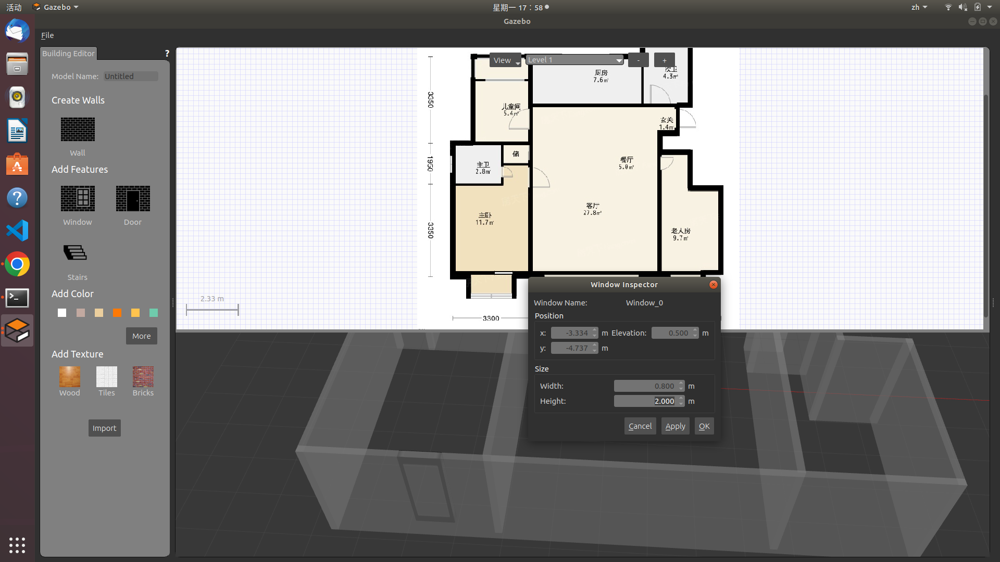 活动
Gazebo
星期一 17：58
zh
Gazebo
File
Building Editor
?
Model Name:
Untitled
Create Walls
Wall
Add Features
Window
Door
Stairs
Add Color
More
Add Texture
Wood
Tiles
Bricks
Import
View
Level 1
-
+
厨房
7.6㎡
次卫
4.3㎡
3350
儿童间
5.4㎡
玄关
1.4㎡
储
餐厅
5.0㎡
主卫
2.8㎡
1950
客厅
27.8㎡
主卧
11.7㎡
3350
老人房
9.7㎡
2.33 m
3300
Window Inspector
Window Name:
Window_0
Position
x:
-3.334
m
Elevation:
0.500
m
y:
-4.737
m
Size
Width:
0.800
m
Height:
2.000
m
Cancel
Apply
OK